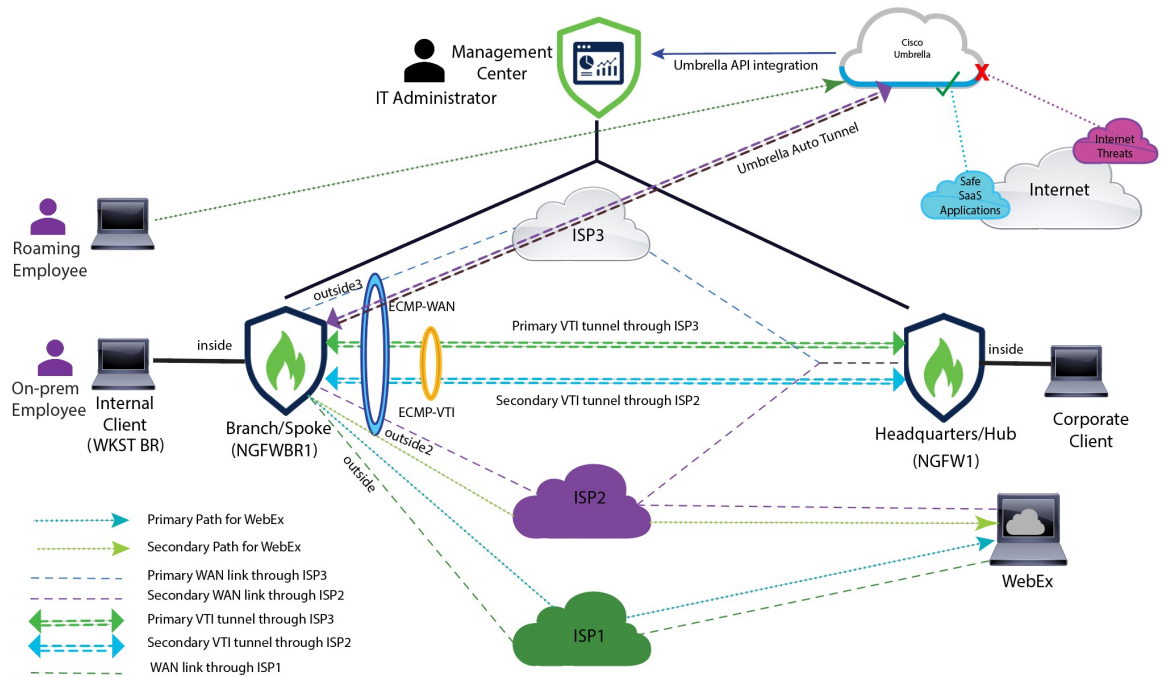 Management
Center
IT Administrator
Umbrella API integration
Cisco
Umbrella
X
Umbrella Auto Tunnel
Internet
Threats
Internet
Safe
SaaS
Applications
Roaming
Employee
ISP3
outside3
ECMP-WAN
Primary VTI tunnel through ISP3
inside
inside
On-prem
Employee
Internal
Client
(WKST BR)
Secondary VTI tunnel through ISP2
ECMP-VTI
Branch/Spoke
(NGFWBR1)
Headquarters/Hub
(NGFW1)
Corporate
Client
outside2
outside
ISP2
WebEx
ISP1
Primary Path for WebEx
Secondary Path for WebEx
Primary WAN link through ISP3
Secondary WAN link through ISP2
Primary VTI tunnel through ISP3
Secondary VTI tunnel through ISP2
WAN link through ISP1